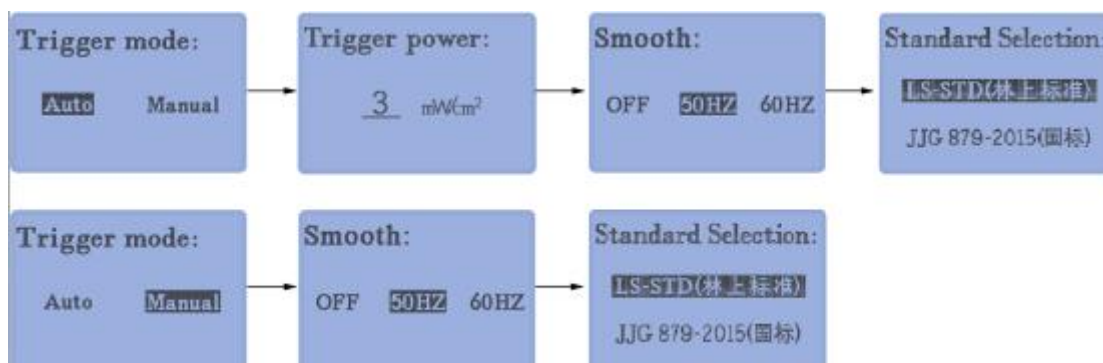 Trigger mode:
Auto Manual
Trigger power:
3 mW/cm²
Smooth:
OFF 50HZ 60HZ
Standard Selection:
LS-STD(林上标准)
JJG 879-2015(国标)
Trigger mode:
Auto Manual
Smooth:
OFF 50HZ 60HZ
Standard Selection:
LS-STD(林上标准)
JJG 879-2015(国标)